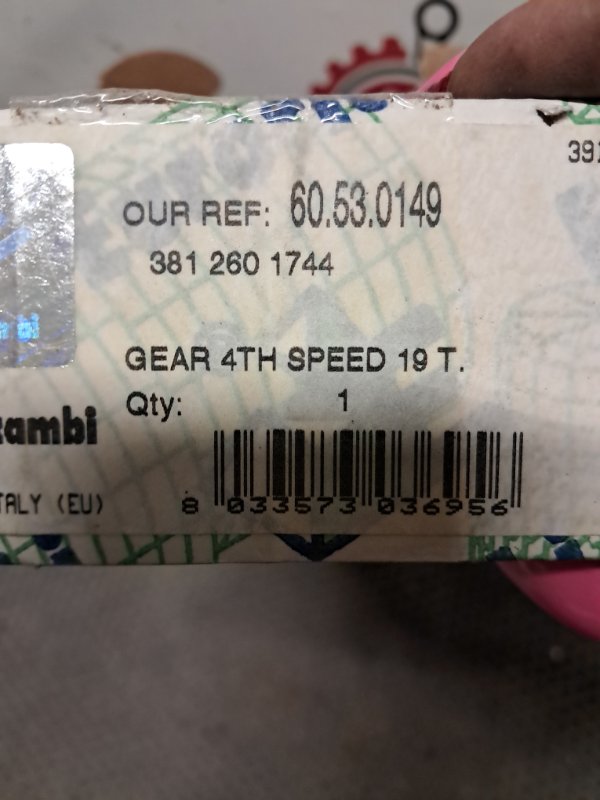 OUR REF: 60.53.0149
381 260 1744
GEAR 4TH SPEED 19 T.
Qty: 1
8 033573 036956